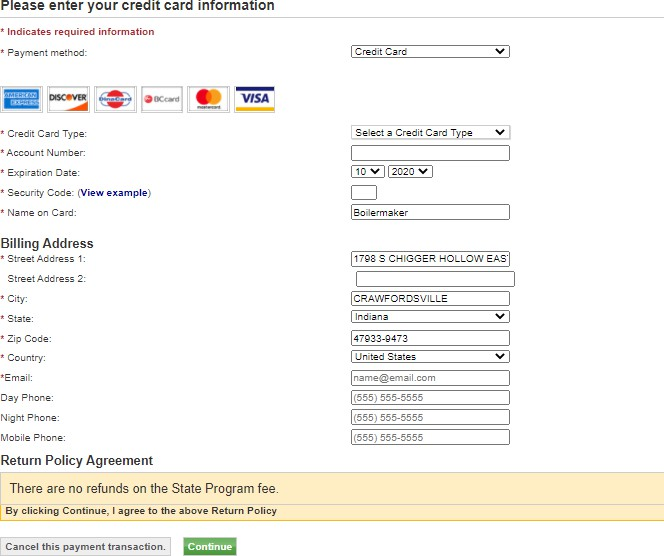 Please enter your credit card information
* Indicates required information
* Payment method: Credit Card
AMERICAN EXPRESS DISCOVER Diners Club BCcard mastercard VISA
* Credit Card Type: Select a Credit Card Type
* Account Number:
* Expiration Date: 10 2020
* Security Code: (View example)
* Name on Card: Boilermaker
Billing Address
* Street Address 1: 1798 S CHIGGER HOLLOW EAS
Street Address 2:
* City: CRAWFORDSVILLE
* State: Indiana
* Zip Code: 47933-9473
* Country: United States
*Email: name@email.com
Day Phone: (555) 555-5555
Night Phone: (555) 555-5555
Mobile Phone: (555) 555-5555
Return Policy Agreement
There are no refunds on the State Program fee.
By clicking Continue, I agree to the above Return Policy
Cancel this payment transaction. Continue